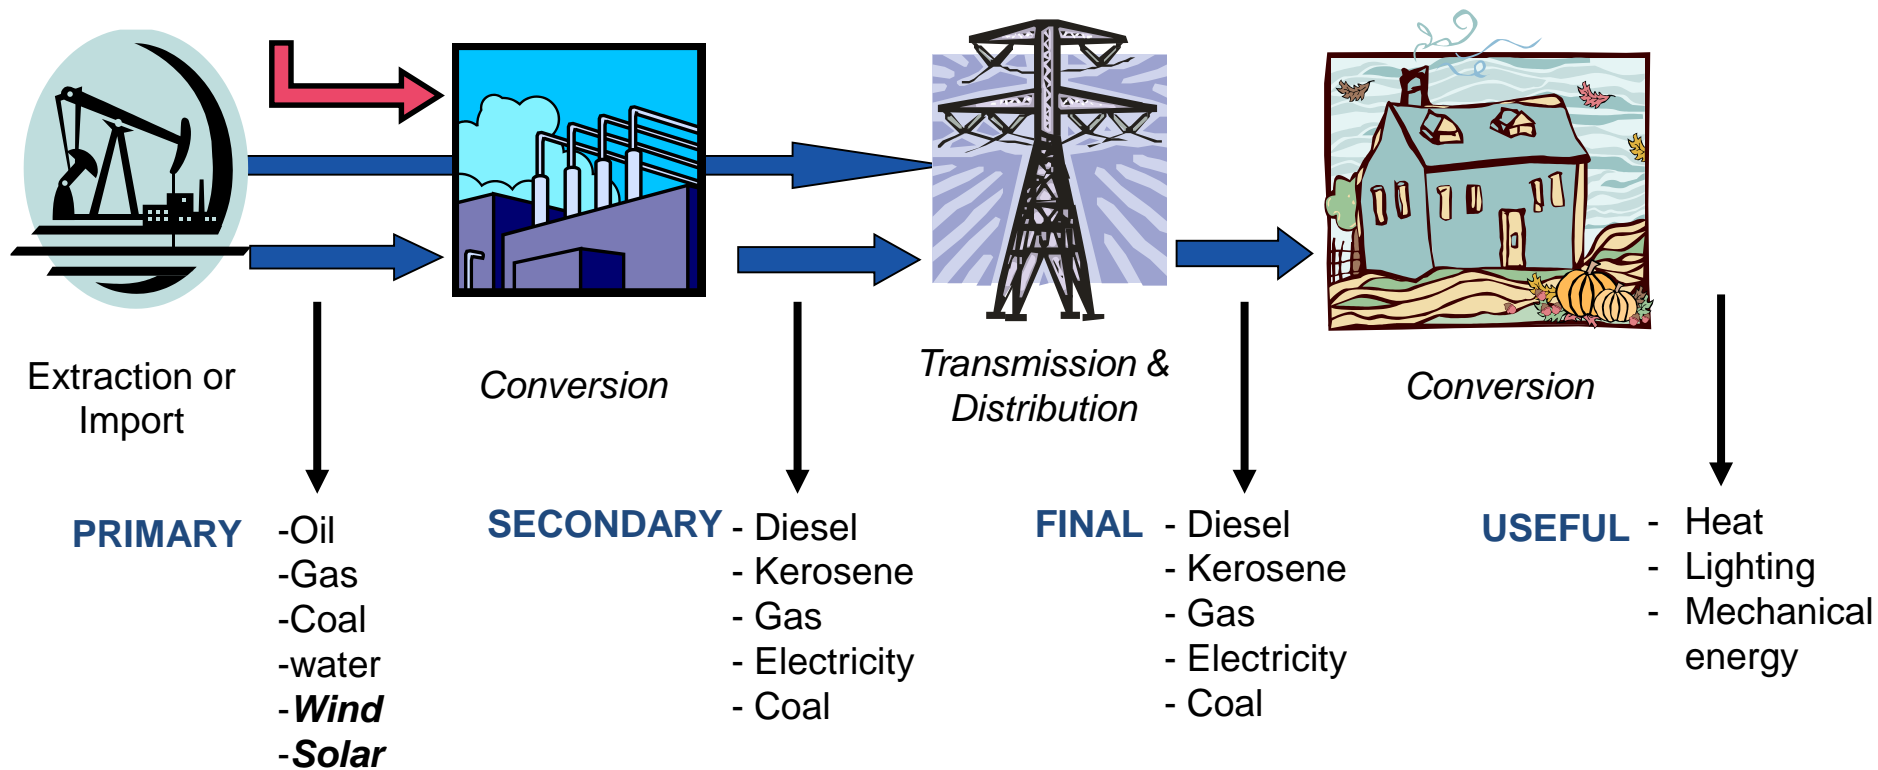 Extraction or
Import
Conversion
Transmission &
Distribution
Conversion
PRIMARY
-Oil
-Gas
-Coal
-water
-Wind
-Solar
SECONDARY
- Diesel
- Kerosene
- Gas
- Electricity
- Coal
FINAL
- Diesel
- Kerosene
- Gas
- Electricity
- Coal
USEFUL
- Heat
- Lighting
- Mechanical
energy